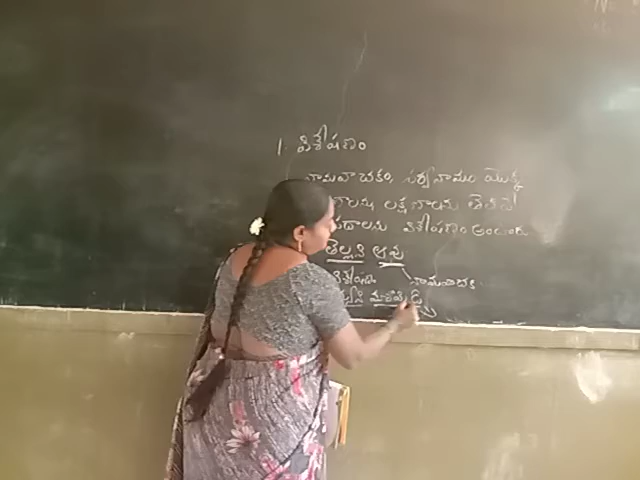 1. విశేషణం
నామవాచకం, సర్వనామం యొక్క
లక్షణాలను తెలిపే
పదాలను విశేషణం అంటారు
తెల్లని ఆవు
విశేషణం నామవాచకం